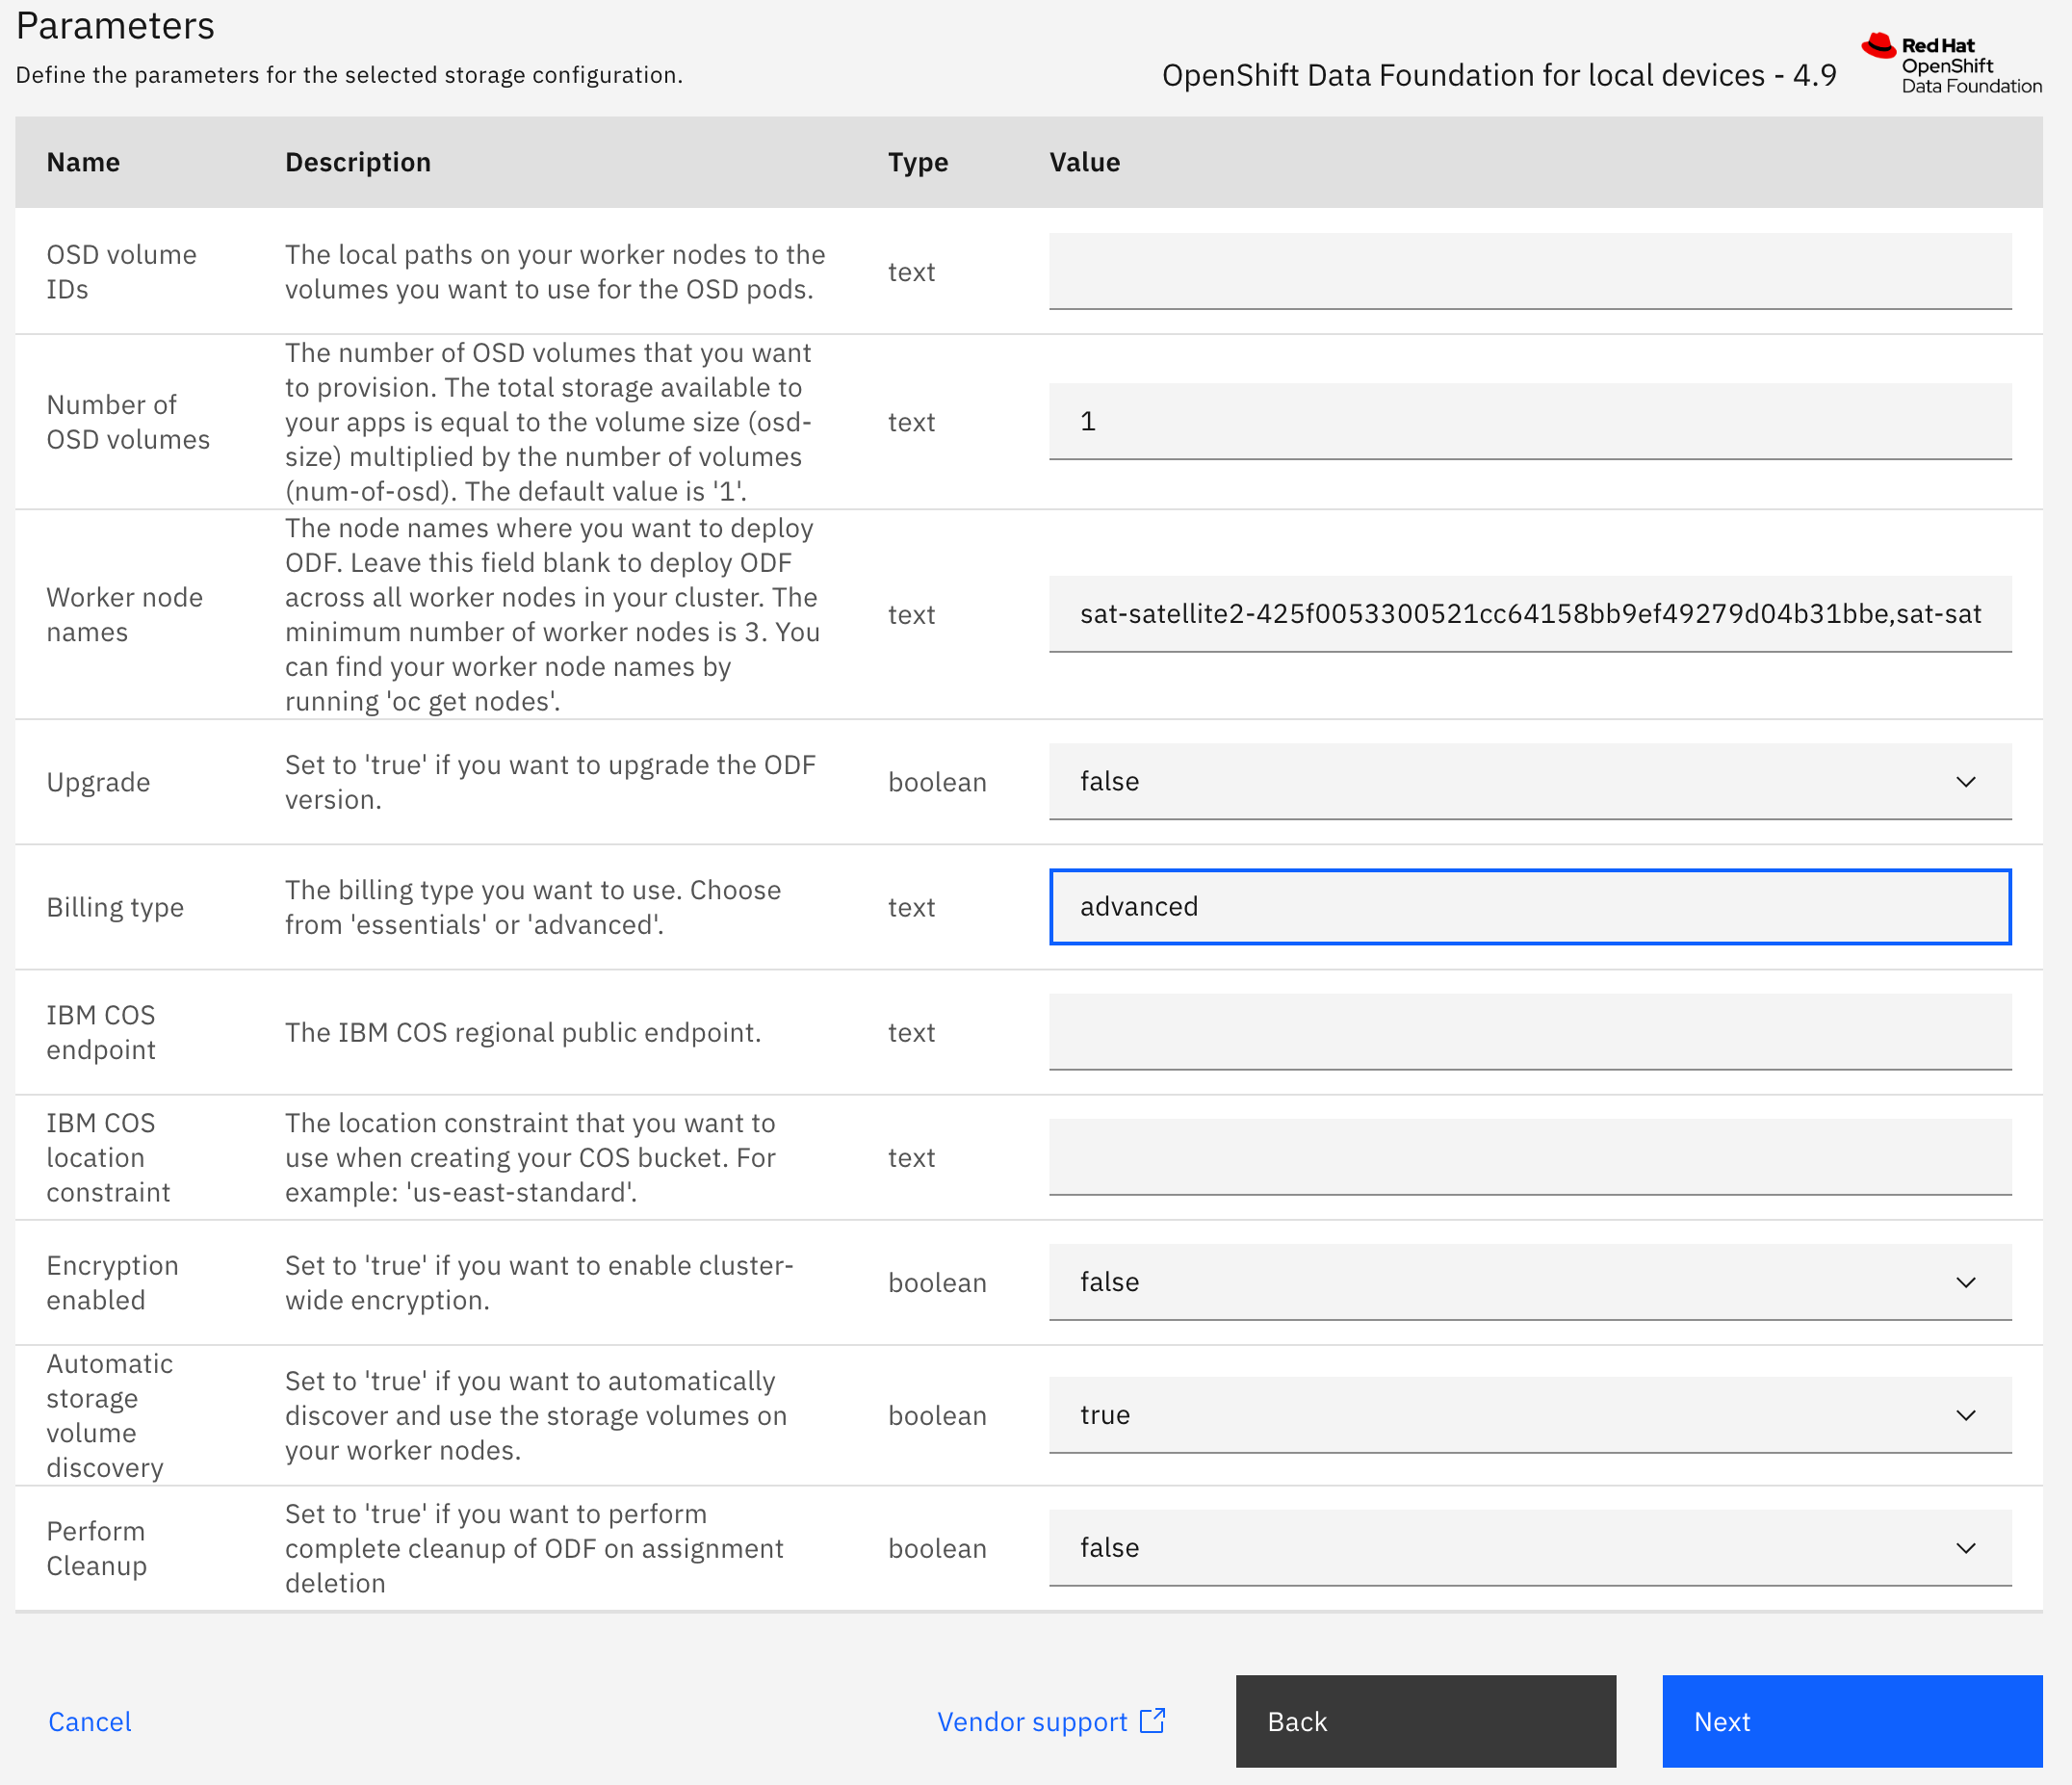 Parameters
Define the parameters for the selected storage configuration.
OpenShift Data Foundation for local devices - 4.9
Red Hat
OpenShift
Data Foundation
Name Description Type Value
OSD volume
IDs
The local paths on your worker nodes to the
volumes you want to use for the OSD pods.
text
Number of
OSD volumes
The number of OSD volumes that you want
to provision. The total storage available to
your apps is equal to the volume size (osd-
size) multiplied by the number of volumes
(num-of-osd). The default value is '1'.
text
1
Worker node
names
The node names where you want to deploy
ODF. Leave this field blank to deploy ODF
across all worker nodes in your cluster. The
minimum number of worker nodes is 3. You
can find your worker node names by
running 'oc get nodes'.
text
sat-satellite2-425f0053300521cc64158bb9ef49279d04b31bbe,sat-sat
Upgrade
Set to 'true' if you want to upgrade the ODF
version.
boolean
false
Billing type
The billing type you want to use. Choose
from 'essentials' or 'advanced'.
text
advanced
IBM COS
endpoint
The IBM COS regional public endpoint.
text
IBM COS
location
constraint
The location constraint that you want to
use when creating your COS bucket. For
example: 'us-east-standard'.
text
Encryption
enabled
Set to 'true' if you want to enable cluster-
wide encryption.
boolean
false
Automatic
storage
volume
discovery
Set to 'true' if you want to automatically
discover and use the storage volumes on
your worker nodes.
boolean
true
Perform
Cleanup
Set to 'true' if you want to perform
complete cleanup of ODF on assignment
deletion
boolean
false
Cancel
Vendor support
Back
Next